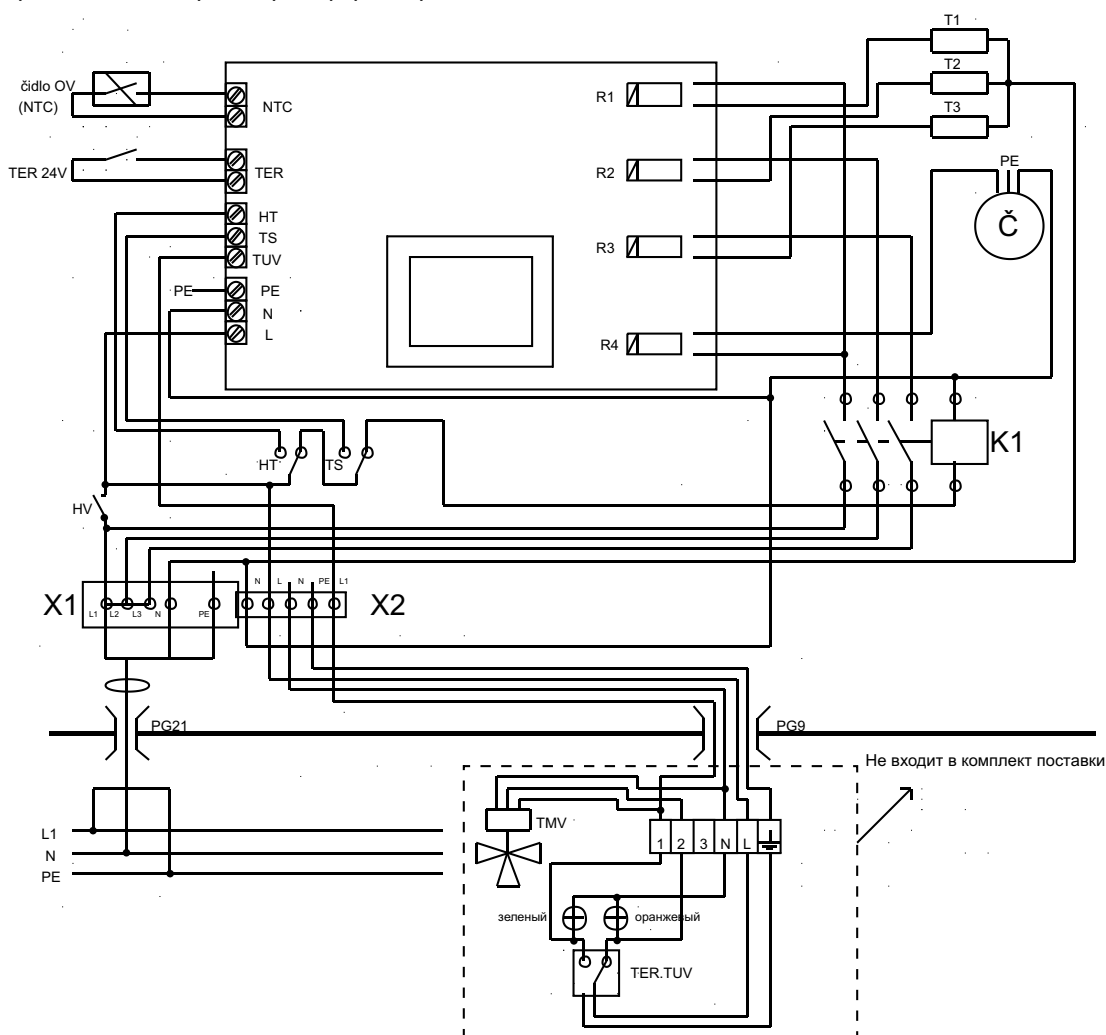 T1
T2
T3
čidlo OV
(NTC)
NTC
R1
TER 24V
TER
R2
PE
Č
HT
TS
TUV
R3
PE
PE
N
L
R4
HT
TS
K1
HV
X1
L1
L2
L3
N
PE
N
L
N
PE
L1
X2
PG21
PG9
Не входит в комплект поставки
TMV
L1
N
PE
1
2
3
N
L
зеленый
оранжевый
TER.TUV